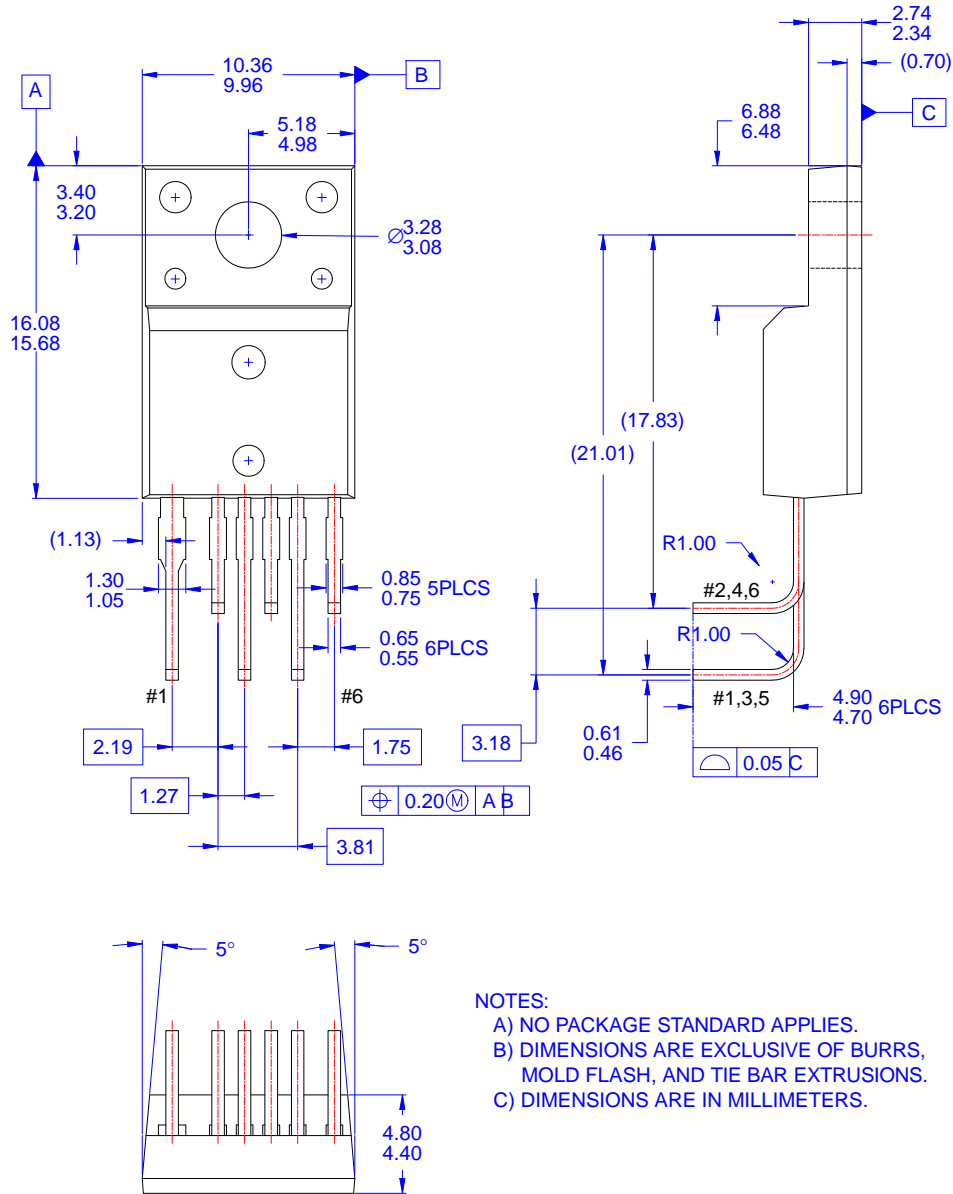 2.74
2.34
(0.70)
10.36
9.96
B
A
C
5.18
4.98
6.88
6.48
3.40
3.20
∅3.28
3.08
16.08
15.68
(17.83)
(21.01)
(1.13)
R1.00
1.30
1.05
0.85
0.75 5PLCS
#2,4,6
0.65
0.55 6PLCS
R1.00
#1
#6
#1,3,5
4.90
4.70 6PLCS
2.19
1.75
3.18
0.61
0.46
⌓ 0.05 C
1.27
⌖ 0.20Ⓜ A B
3.81
5°
5°
NOTES:
A) NO PACKAGE STANDARD APPLIES.
B) DIMENSIONS ARE EXCLUSIVE OF BURRS,
MOLD FLASH, AND TIE BAR EXTRUSIONS.
C) DIMENSIONS ARE IN MILLIMETERS.
4.80
4.40